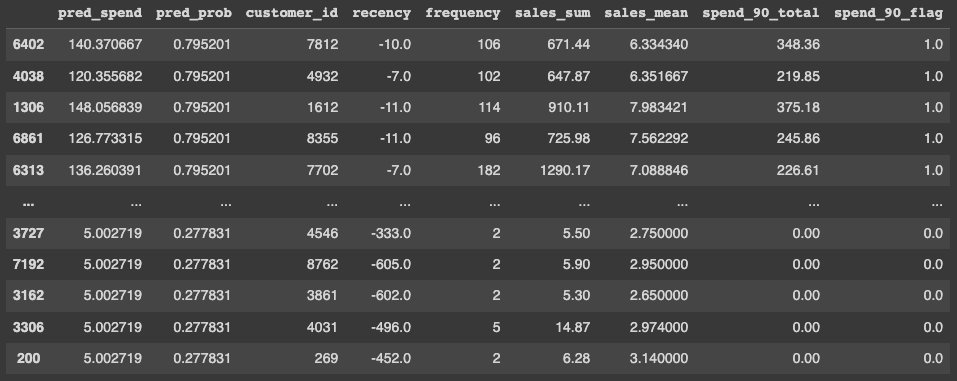 pred_spend pred_prob customer_id recency frequency sales_sum sales_mean spend_90_total spend_90_flag
6402 140.370667 0.795201 7812 -10.0 106 671.44 6.334340 348.36 1.0
4038 120.355682 0.795201 4932 -7.0 102 647.87 6.351667 219.85 1.0
1306 148.056839 0.795201 1612 -11.0 114 910.11 7.983421 375.18 1.0
6861 126.773315 0.795201 8355 -11.0 96 725.98 7.562292 245.86 1.0
6313 136.260391 0.795201 7702 -7.0 182 1290.17 7.088846 226.61 1.0
... ... ... ... ... ... ... ... ... ...
3727 5.002719 0.277831 4546 -333.0 2 5.50 2.750000 0.00 0.0
7192 5.002719 0.277831 8762 -605.0 2 5.90 2.950000 0.00 0.0
3162 5.002719 0.277831 3861 -602.0 2 5.30 2.650000 0.00 0.0
3306 5.002719 0.277831 4031 -496.0 5 14.87 2.974000 0.00 0.0
200 5.002719 0.277831 269 -452.0 2 6.28 3.140000 0.00 0.0